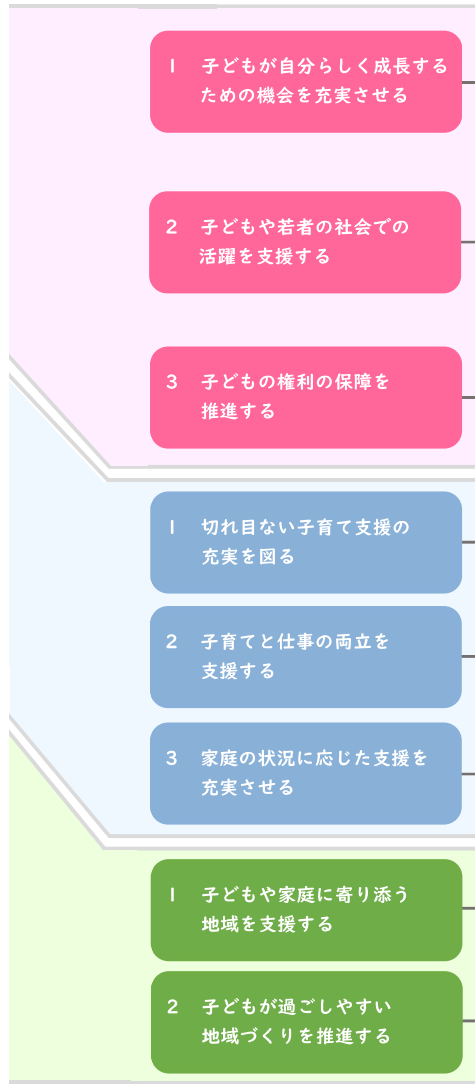 1 子どもが自分らしく成長する
ための機会を充実させる
2 子どもや若者の社会での
活躍を支援する
3 子どもの権利の保障を
推進する
1 切れ目ない子育て支援の
充実を図る
2 子育てと仕事の両立を
支援する
3 家庭の状況に応じた支援を
充実させる
1 子どもや家庭に寄り添う
地域を支援する
2 子どもが過ごしやすい
地域づくりを推進する